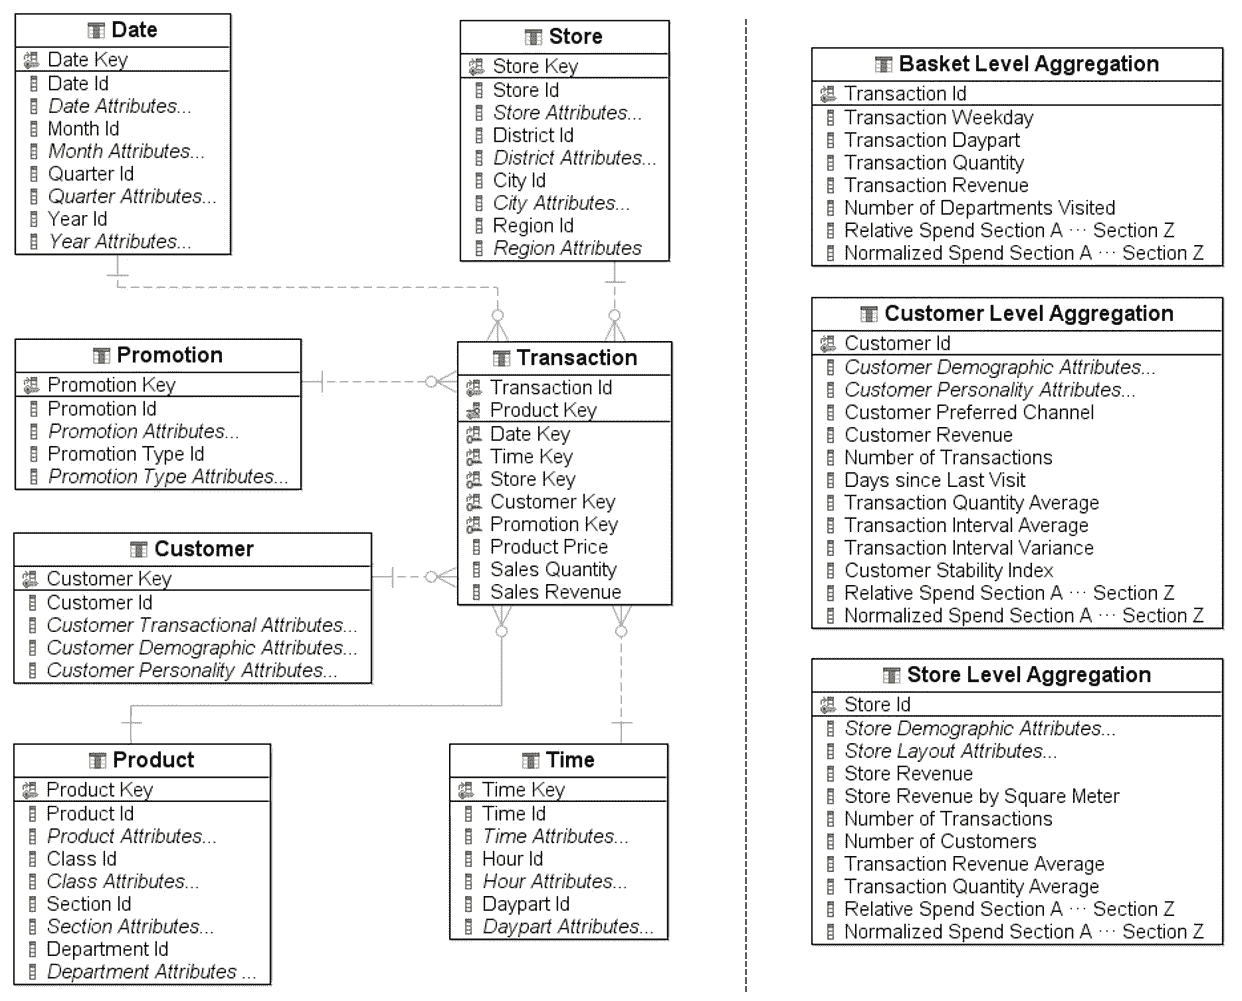 Date
Date Key
Date Id
Date Attributes...
Month Id
Month Attributes...
Quarter Id
Quarter Attributes...
Year Id
Year Attributes...
Store
Store Key
Store Id
Store Attributes...
District Id
District Attributes...
City Id
City Attributes...
Region Id
Region Attributes
Promotion
Promotion Key
Promotion Id
Promotion Attributes...
Promotion Type Id
Promotion Type Attributes...
Transaction
Transaction Id
Product Key
Date Key
Time Key
Store Key
Customer Key
Promotion Key
Product Price
Sales Quantity
Sales Revenue
Customer
Customer Key
Customer Id
Customer Transactional Attributes...
Customer Demographic Attributes...
Customer Personality Attributes...
Product
Product Key
Product Id
Product Attributes...
Class Id
Class Attributes...
Section Id
Section Attributes...
Department Id
Department Attributes ...
Time
Time Key
Time Id
Time Attributes...
Hour Id
Hour Attributes...
Daypart Id
Daypart Attributes...
Basket Level Aggregation
Transaction Id
Transaction Weekday
Transaction Daypart
Transaction Quantity
Transaction Revenue
Number of Departments Visited
Relative Spend Section A ··· Section Z
Normalized Spend Section A ··· Section Z
Customer Level Aggregation
Customer Id
Customer Demographic Attributes...
Customer Personality Attributes...
Customer Preferred Channel
Customer Revenue
Number of Transactions
Days since Last Visit
Transaction Quantity Average
Transaction Interval Average
Transaction Interval Variance
Customer Stability Index
Relative Spend Section A ··· Section Z
Normalized Spend Section A ··· Section Z
Store Level Aggregation
Store Id
Store Demographic Attributes...
Store Layout Attributes...
Store Revenue
Store Revenue by Square Meter
Number of Transactions
Number of Customers
Transaction Revenue Average
Transaction Quantity Average
Relative Spend Section A ··· Section Z
Normalized Spend Section A ··· Section Z